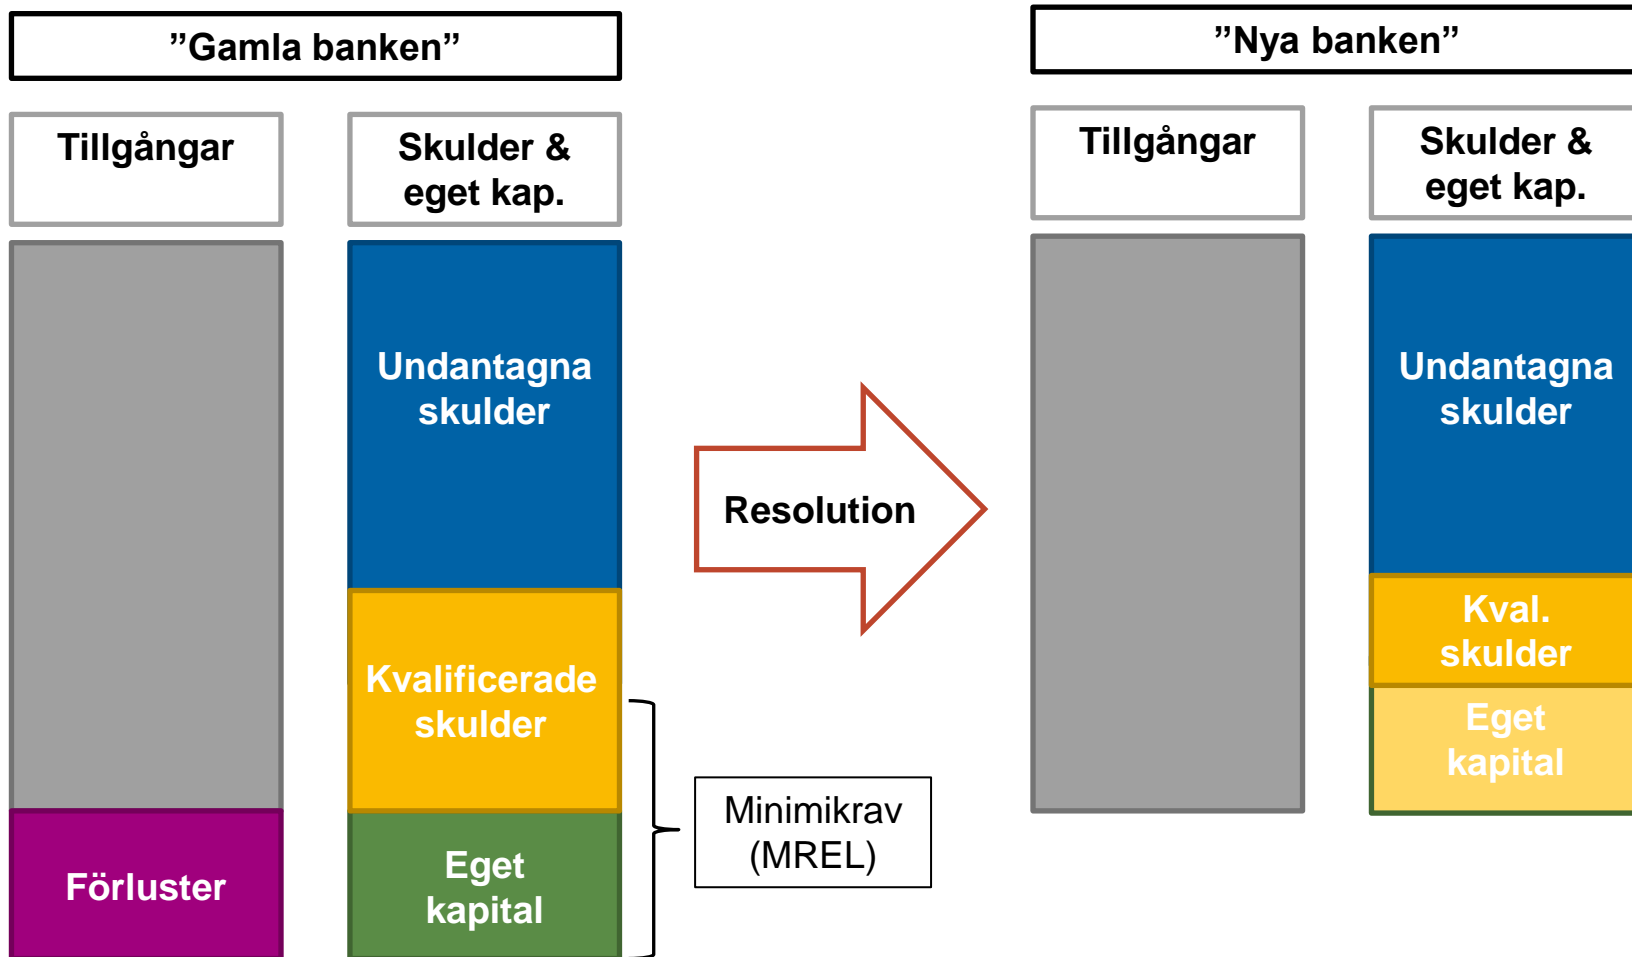 ”Gamla banken”
Tillgångar
Skulder &
eget kap.
Undantagna
skulder
Kvalificerade
skulder
Förluster
Eget
kapital
Minimikrav
(MREL)
Resolution
”Nya banken”
Tillgångar
Skulder &
eget kap.
Undantagna
skulder
Kval.
skulder
Eget
kapital